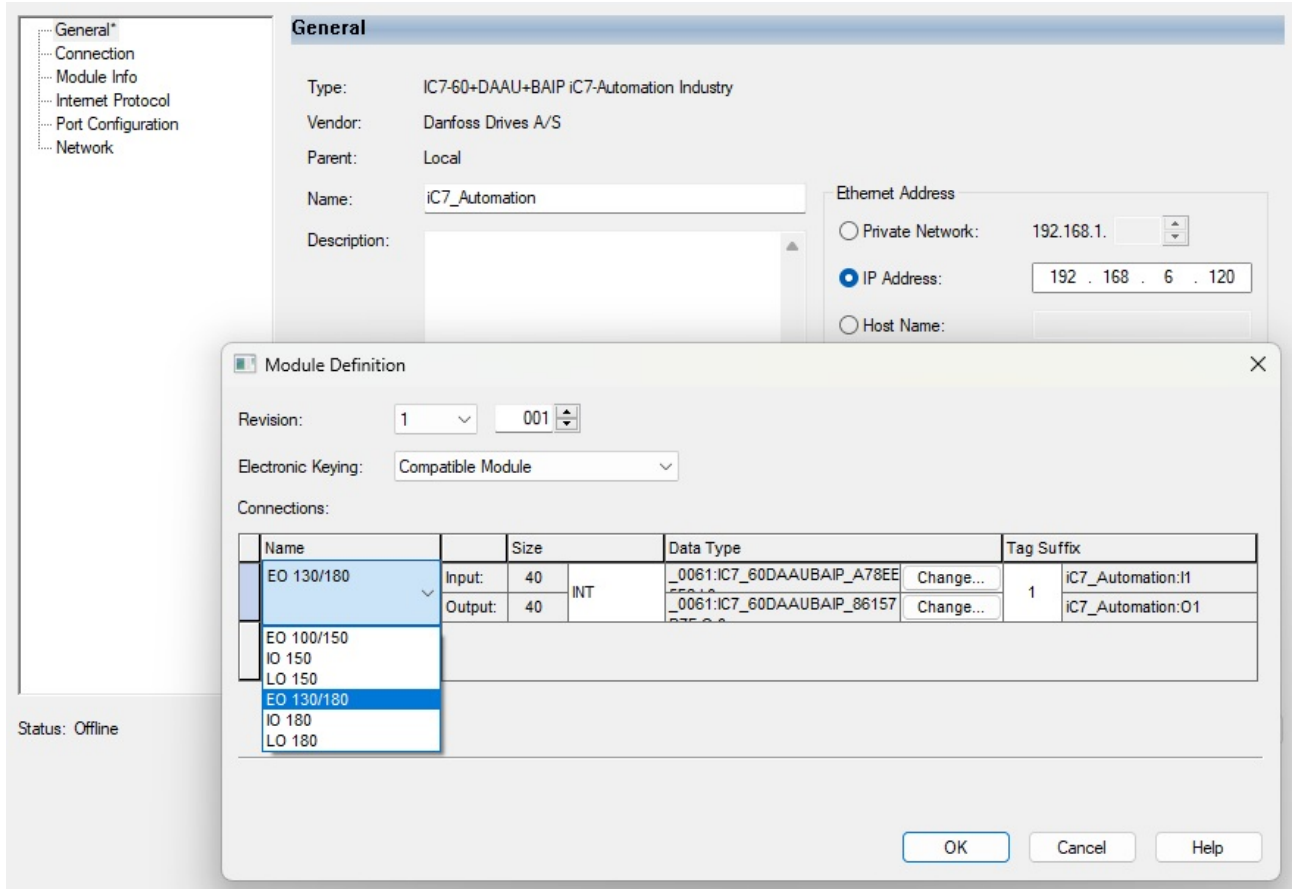 General*
Connection
Module Info
Internet Protocol
Port Configuration
Network
General
Type: IC7-60+DAAU+BAIP iC7-Automation Industry
Vendor: Danfoss Drives A/S
Parent: Local
Name: iC7_Automation
Description:
Ethernet Address
Private Network: 192.168.1.
IP Address: 192 . 168 . 6 . 120
Host Name:
Module Definition
Revision: 1 001
Electronic Keying: Compatible Module
Connections:
Name Size Data Type Tag Suffix
EO 130/180 Input: 40 INT _0061:IC7_60DAAUBAIP_A78EE Change... 1 iC7_Automation:I1
Output: 40 _0061:IC7_60DAAUBAIP_86157 Change... iC7_Automation:O1
EO 100/150
IO 150
LO 150
EO 130/180
IO 180
LO 180
Status: Offline
OK Cancel Help